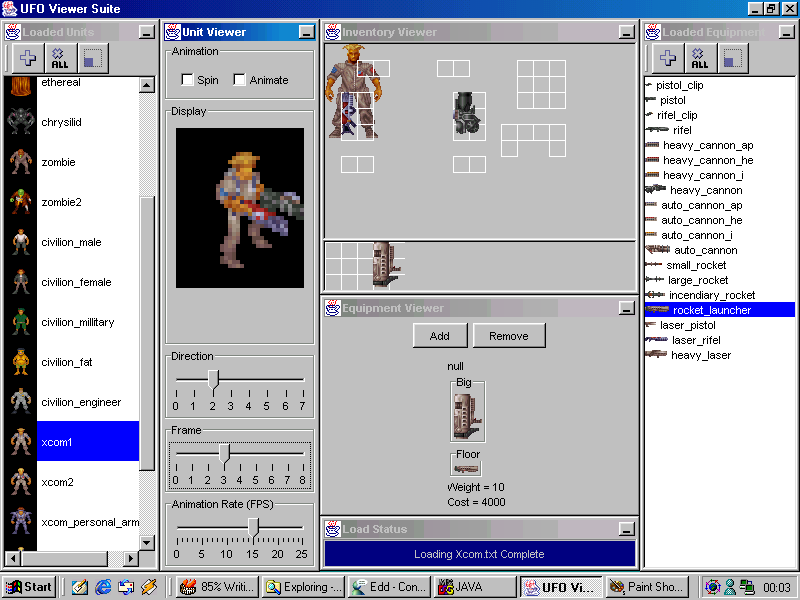 UFO Viewer Suite
Loaded Units
ALL
ethereal
chrysilid
zombie
zombie2
civilion_male
civilion_female
civilion_millitary
civilion_fat
civilion_engineer
xcom1
xcom2
xcom_personal_arm
Unit Viewer
Animation
Spin
Animate
Display
Direction
0 1 2 3 4 5 6 7
Frame
0 1 2 3 4 5 6 7 8
Animation Rate (FPS)
0 5 10 15 20 25
Inventory Viewer
Equipment Viewer
Add
Remove
null
Big
Floor
Weight = 10
Cost = 4000
Load Status
Loading Xcom.txt Complete
Loaded Equipment
ALL
pistol_clip
pistol
rifel_clip
rifel
heavy_cannon_ap
heavy_cannon_he
heavy_cannon_i
heavy_cannon
auto_cannon_ap
auto_cannon_he
auto_cannon_i
auto_cannon
small_rocket
large_rocket
incendiary_rocket
rocket_launcher
laser_pistol
laser_rifel
heavy_laser
Start
85% Writi...
Exploring -...
Edd - Con...
JAVA
UFO Vi...
Paint Sho...
00:03